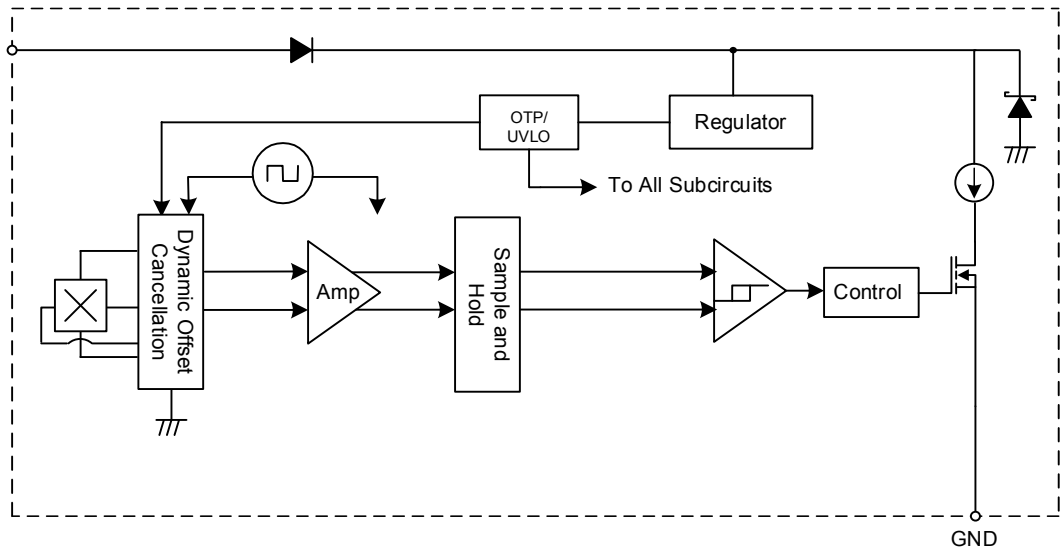 OTP/
UVLO
Regulator
To All Subcircuits
Dynamic Offset
Cancellation
Amp
Sample and
Hold
Control
GND